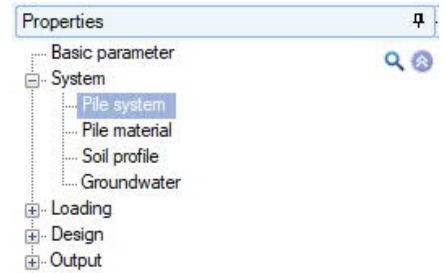 Properties
Basic parameter
System
Pile system
Pile material
Soil profile
Groundwater
Loading
Design
Output